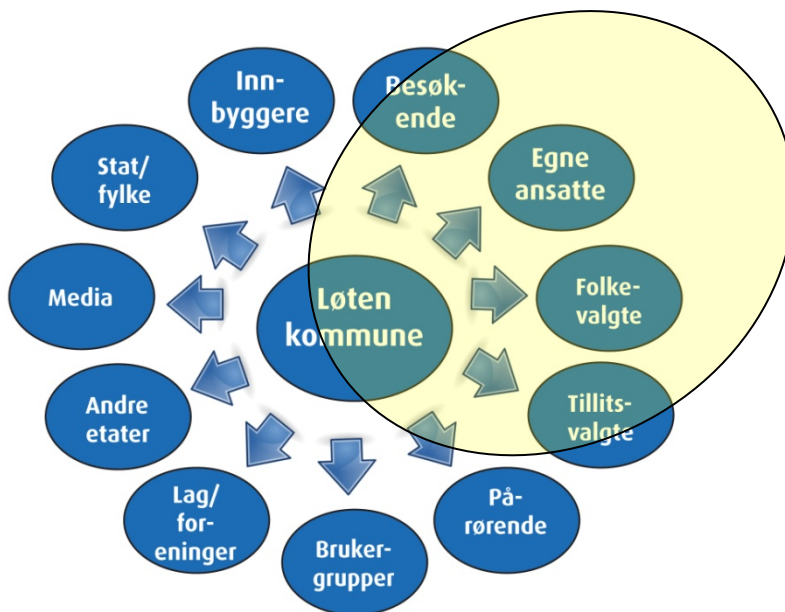 Inn-
byggere
Besøk-
ende
Egne
ansatte
Folke-
valgte
Tillits-
valgte
På-
rørende
Bruker-
grupper
Lag/
for-
eninger
Andre
etater
Media
Stat/
fylke
Løten
kommune